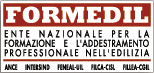 FORMEDIL
ENTE NAZIONALE PER LA
FORMAZIONE E L'ADDESTRAMENTO
PROFESSIONALE NELL'EDILIZIA
ANCE INTERSIND FENEAL-UIL FILCA-CISL FILLEA-CGIL